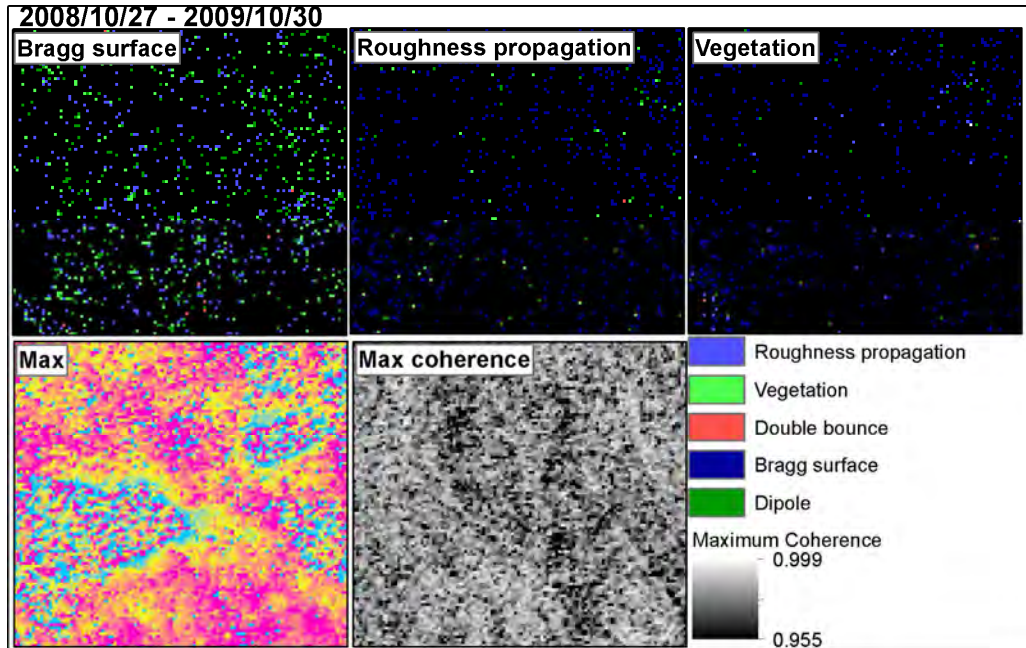 2008/10/27 - 2009/10/30
Bragg surface
Roughness propagation
Vegetation
Max
Max coherence
Roughness propagation
Vegetation
Double bounce
Bragg surface
Dipole
Maximum Coherence
0.999
0.955